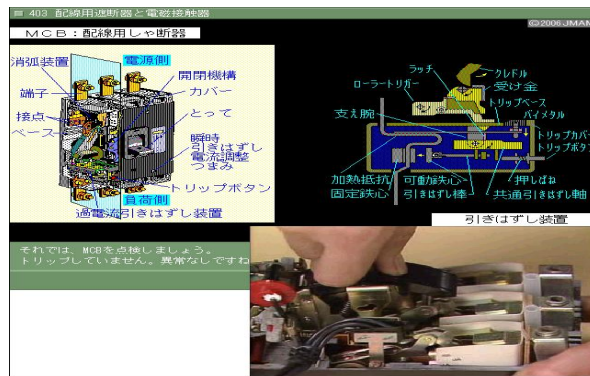 403 配線用遮断器と電磁接触器
©2006 JMAM
MCB:配線用しゃ断器
消弧装置
電源側
開閉機構
端子
カバー
接点
とって
ベース
瞬時
引きはずし
電流調整
つまみ
トリップボタン
負荷側
過電流引きはずし装置
ラッチ
クレドル
ローラートリガー
受け金
トリップベース
支え腕
バイメタル
トリップカバ
トリップボタン
加熱抵抗
可動鉄心
押しばね
固定鉄心
引きはずし棒
共通引きはずし軸
引きはずし装置
それでは、MCBを点検しましょう。
トリップしていません。異常なしですね